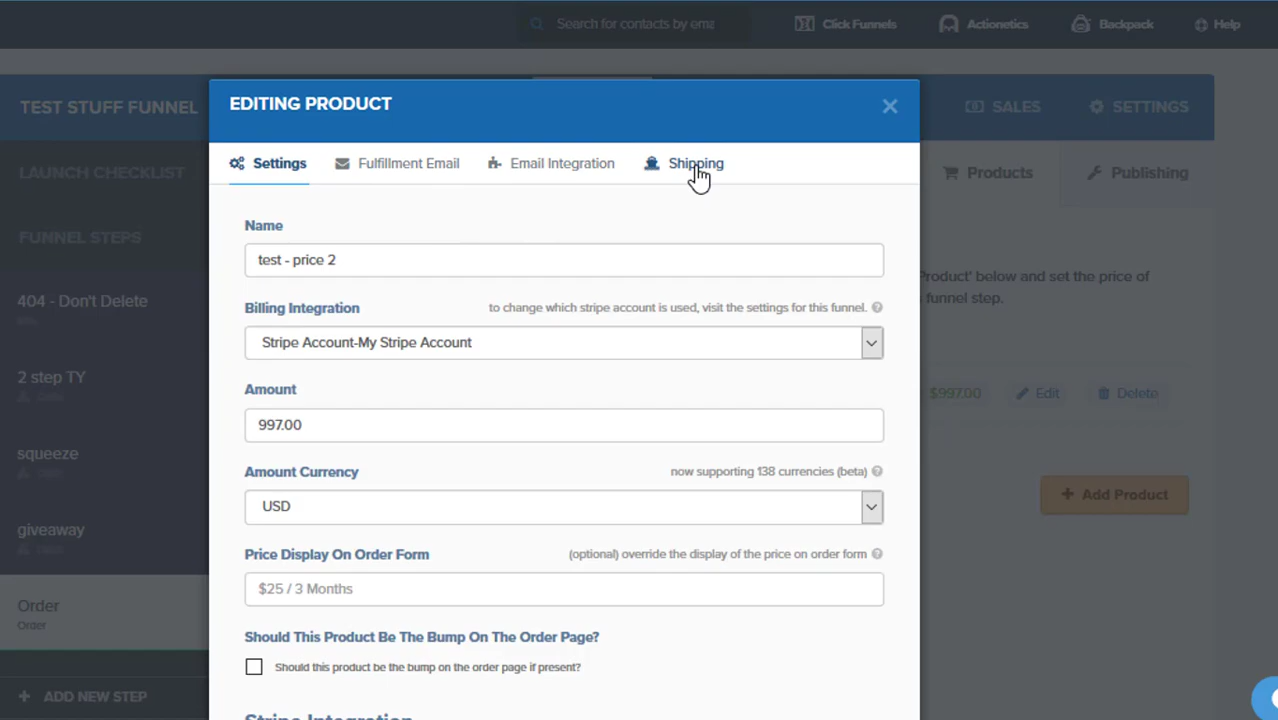 Search for contacts by ema
Click Funnels
Actionetics
Backpack
Help
TEST STUFF FUNNEL
SALES
SETTINGS
EDITING PRODUCT
LAUNCH CHECKLIST
Settings
Fulfillment Email
Email Integration
Shipping
Products
Publishing
FUNNEL STEPS
Name
test - price 2
Product' below and set the price of
funnel step.
404 - Don't Delete
Billing Integration
to change which stripe account is used, visit the settings for this funnel.
Stripe Account-My Stripe Account
2 step TY
Amount
$997.00
Edit
Delete
997.00
squeeze
Amount Currency
now supporting 138 currencies (beta)
USD
+ Add Product
giveaway
Price Display On Order Form
(optional) override the display of the price on order form
$25 / 3 Months
Order
Order
Should This Product Be The Bump On The Order Page?
Should this product be the bump on the order page if present?
+ ADD NEW STEP
Stripe Integration